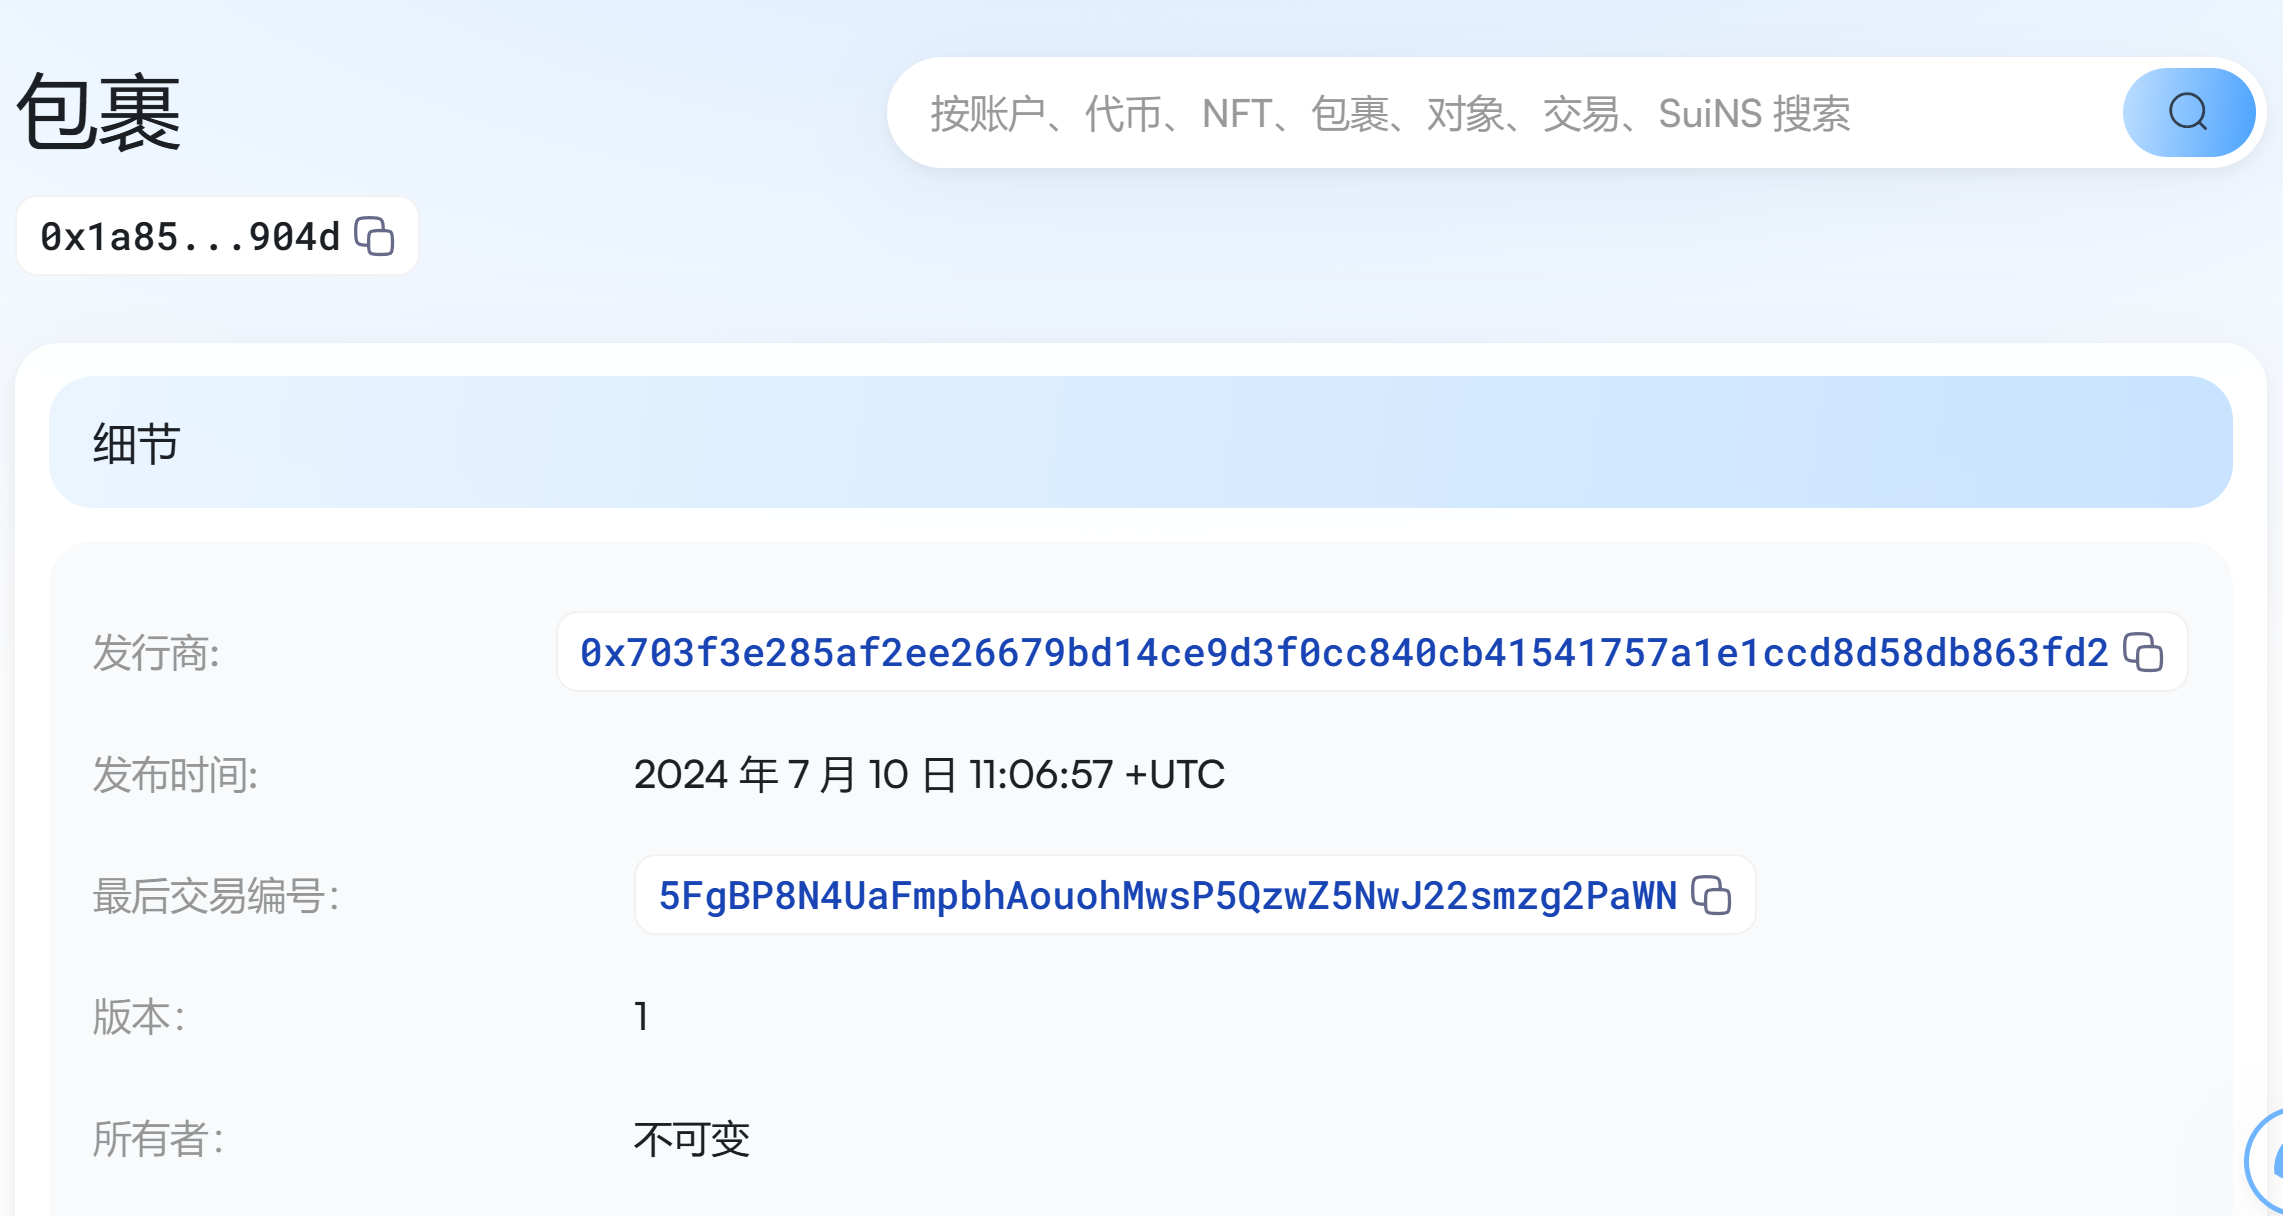 包裹
按账户、代币、NFT、包裹、对象、交易、SuiNS 搜索
0x1a85...904d
细节
发行商:
0x703f3e285af2ee26679bd14ce9d3f0cc840cb41541757a1e1ccd8d58db863fd2
发布时间:
2024 年 7 月 10 日 11:06:57 +UTC
最后交易编号:
5FgBP8N4UaFmpbhAouohMwsP5QzwZ5NwJ22smzg2PaWN
版本:
1
所有者:
不可变